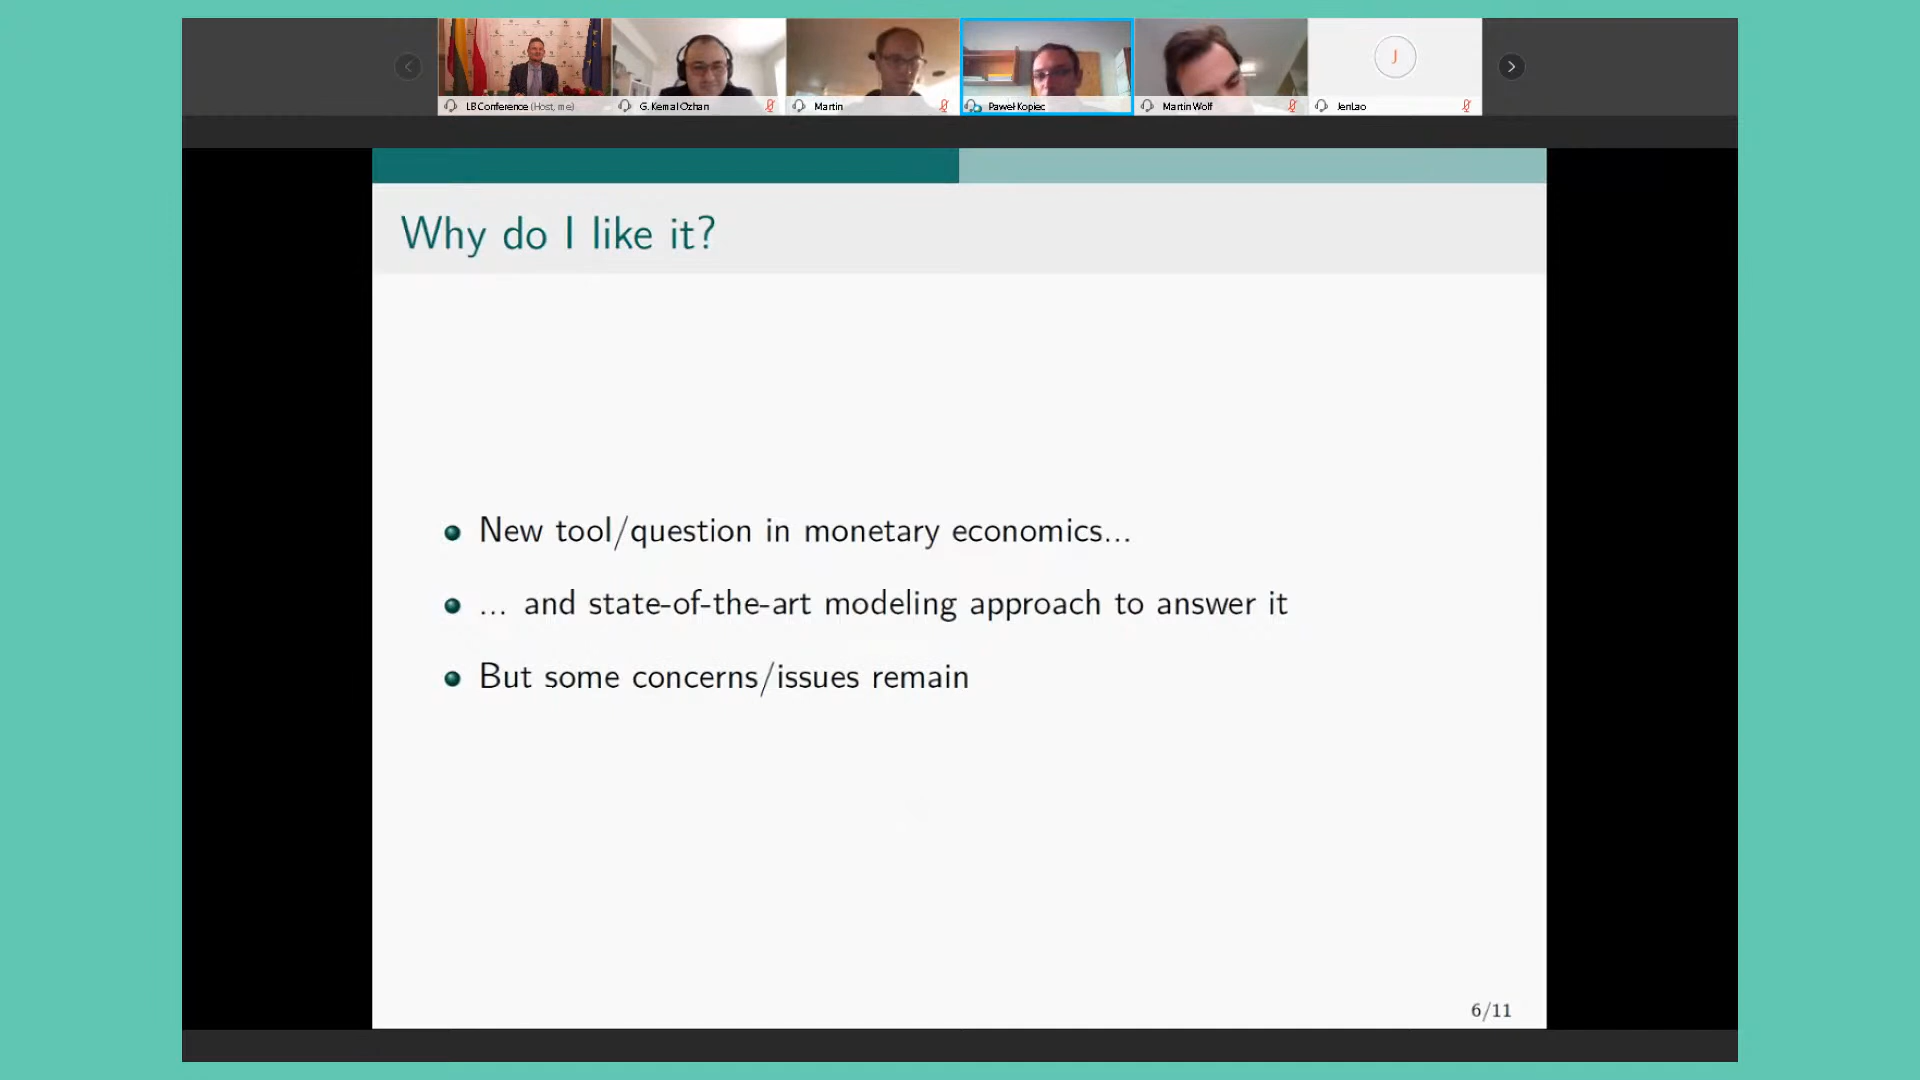 LB Conference (Host, me)
G. Kemal Ozhan
Martin
Paweł Kopiec
Martin Wolf
J
Jen Lao
Why do I like it?
New tool/question in monetary economics...
... and state-of-the-art modeling approach to answer it
But some concerns/issues remain
6/11